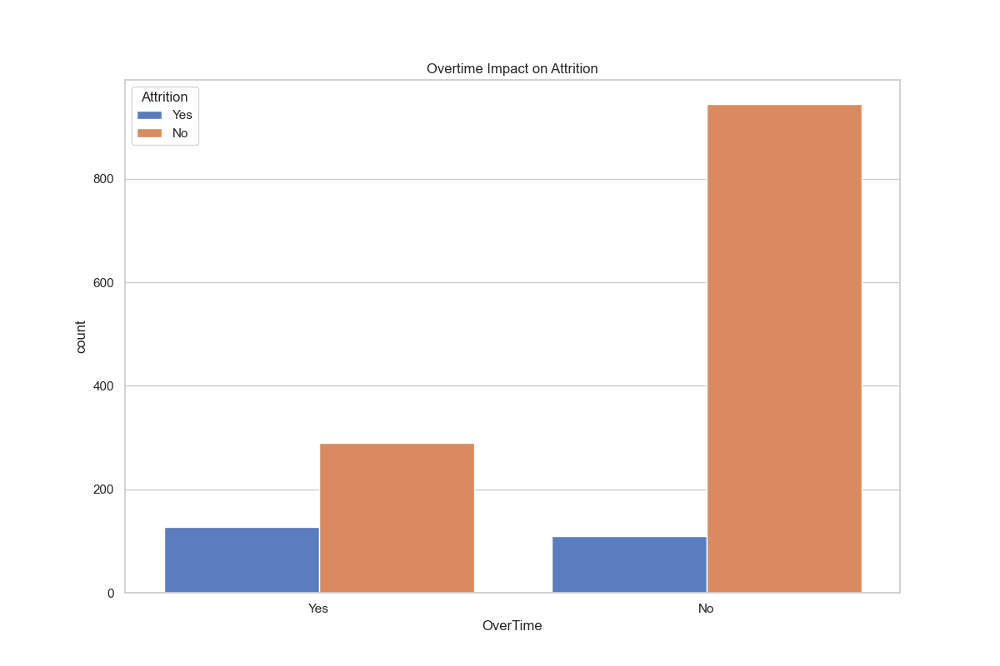 Overtime Impact on Attrition
Attrition
Yes
No
800
600
400
200
0
count
Yes
No
OverTime